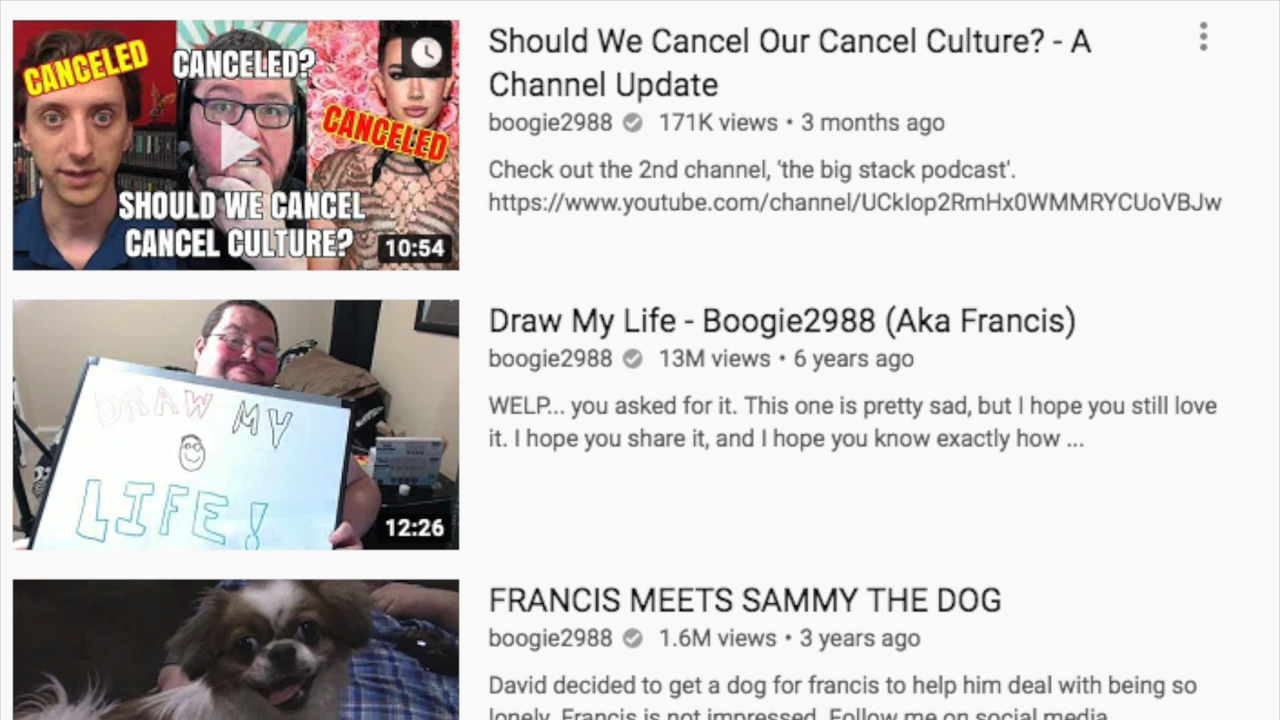 CANCELED
CANCELED?
CANCELED
SHOULD WE CANCEL
CANCEL CULTURE?
10:54
Should We Cancel Our Cancel Culture? - A
Channel Update
boogie2988 171K views • 3 months ago
Check out the 2nd channel, 'the big stack podcast'.
https://www.youtube.com/channel/UCkIop2RmHx0WMMRYCUoVBJw
DRAW MY
LIFE!
12:26
Draw My Life - Boogie2988 (Aka Francis)
boogie2988 13M views • 6 years ago
WELP... you asked for it. This one is pretty sad, but I hope you still love
it. I hope you share it, and I hope you know exactly how ...
FRANCIS MEETS SAMMY THE DOG
boogie2988 1.6M views • 3 years ago
David decided to get a dog for francis to help him deal with being so
lonely. Francis is not impressed. Follow me on social media